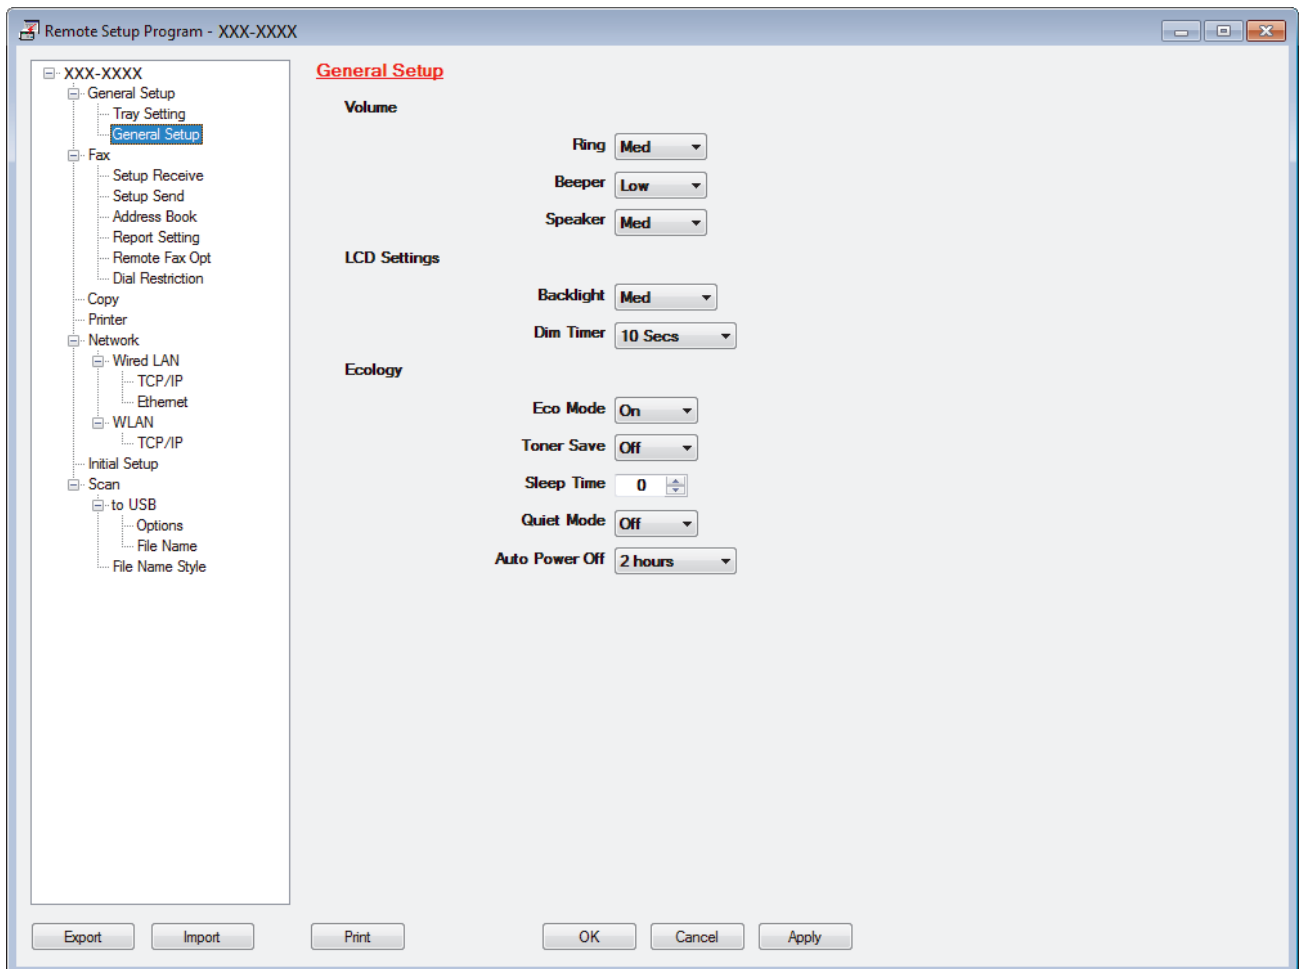 Remote Setup Program - XXX-XXXX
XXX-XXXX
General Setup
Tray Setting
General Setup
Fax
Setup Receive
Setup Send
Address Book
Report Setting
Remote Fax Opt
Dial Restriction
Copy
Printer
Network
Wired LAN
TCP/IP
Ethernet
WLAN
TCP/IP
Initial Setup
Scan
to USB
Options
File Name
File Name Style
General Setup
Volume
Ring Med
Beeper Low
Speaker Med
LCD Settings
Backlight Med
Dim Timer 10 Secs
Ecology
Eco Mode On
Toner Save Off
Sleep Time 0
Quiet Mode Off
Auto Power Off 2 hours
Export Import Print OK Cancel Apply